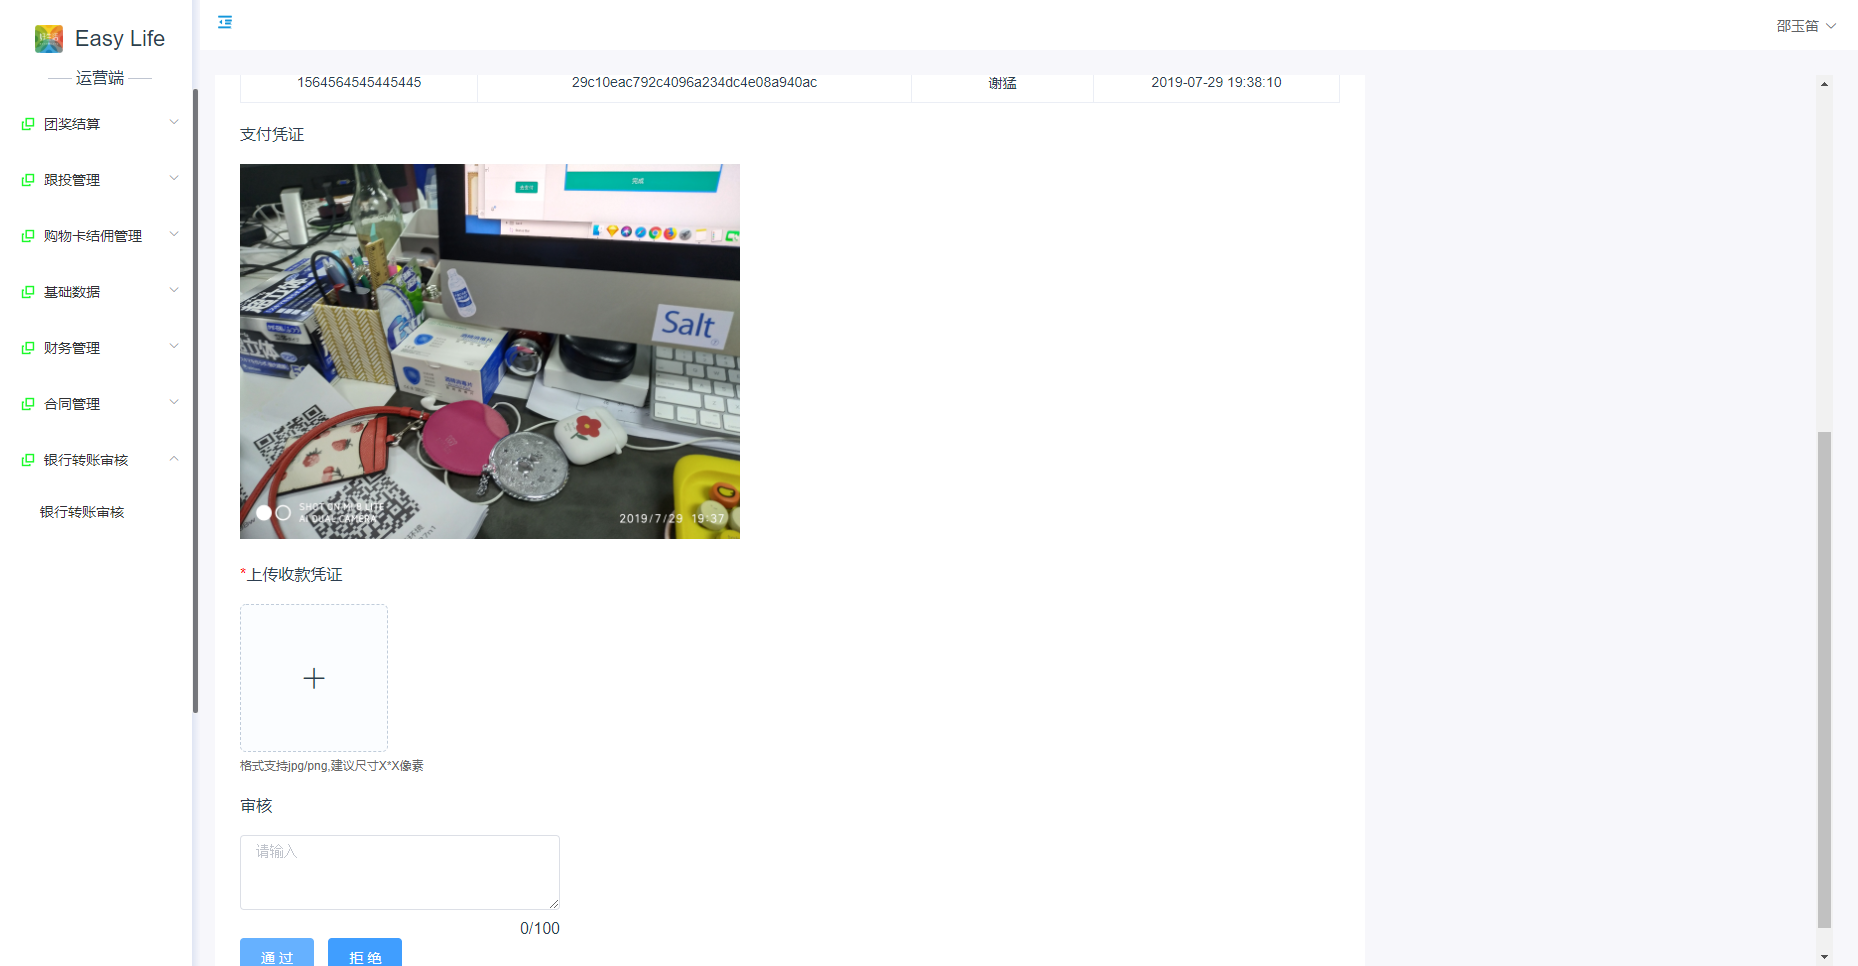 Easy Life
运营端
邵玉笛
团奖结算
跟投管理
购物卡结佣管理
基础数据
财务管理
合同管理
银行转账审核
银行转账审核
1564564545445445 29c10eac792c4096a234dc4e08a940ac 谢猛 2019-07-29 19:38:10
支付凭证
完成
Salt
SHOT ON MI 8 LITE
AI DUAL CAMERA
2019/7/29 19:37
*上传收款凭证
格式支持jpg/png,建议尺寸X*X像素
审核
请输入
0/100
通过 拒绝